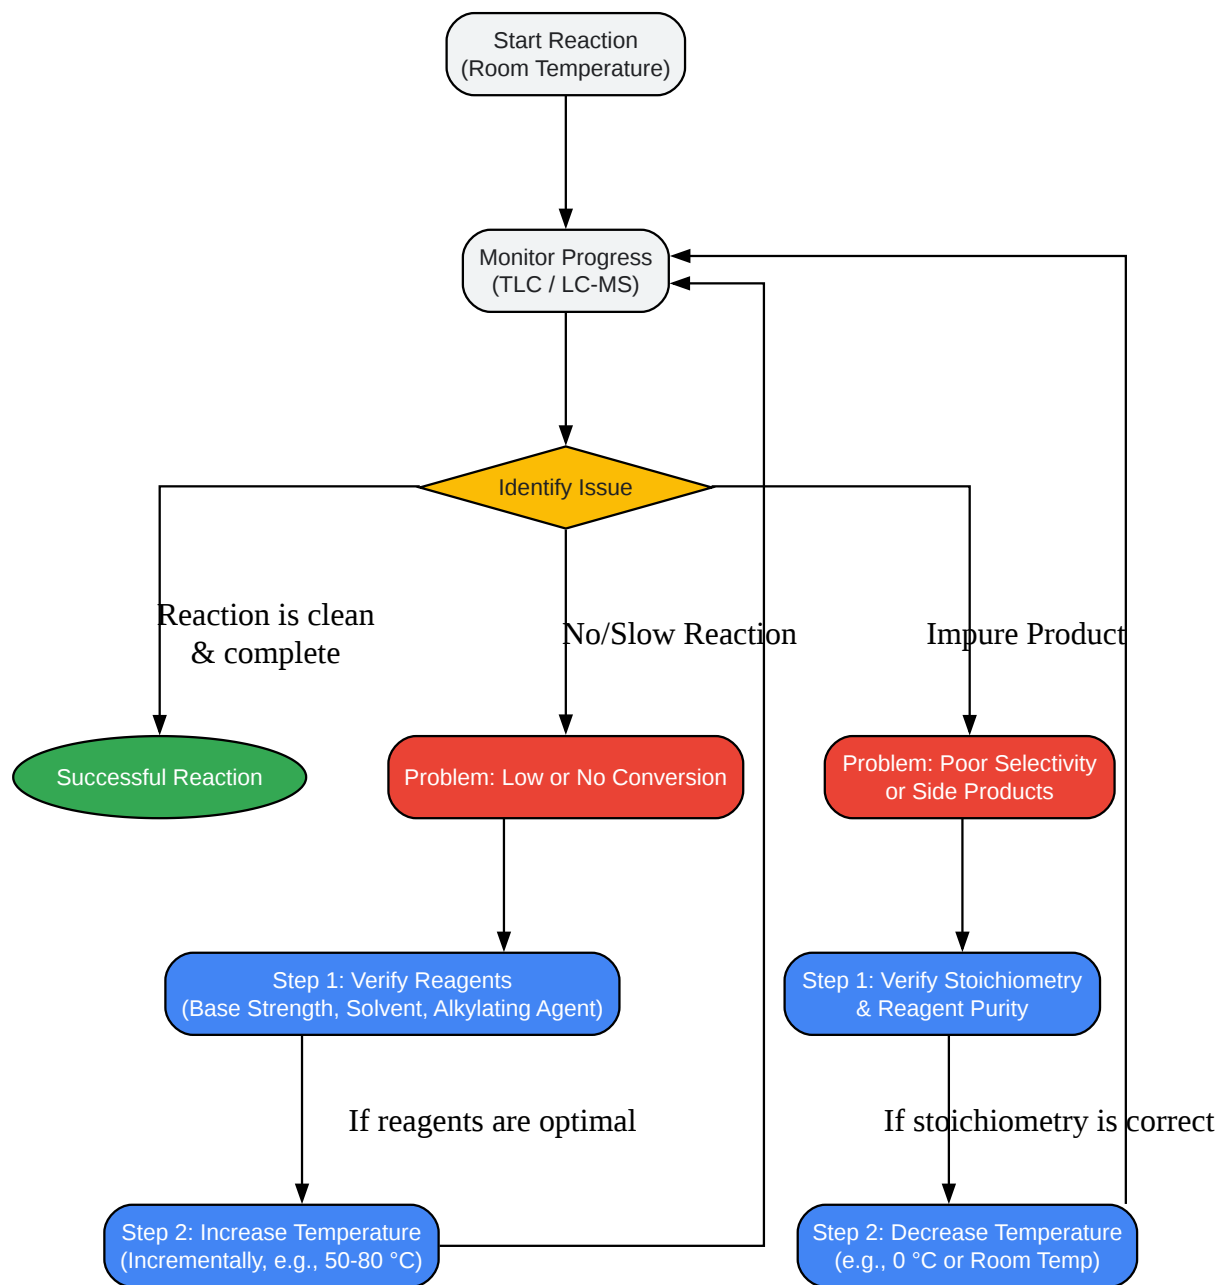 Start Reaction
(Room Temperature)
Monitor Progress
(TLC / LC-MS)
Identify Issue
Reaction is clean
& complete
No/Slow Reaction
Impure Product
Successful Reaction
Problem: Low or No Conversion
Problem: Poor Selectivity
or Side Products
Step 1: Verify Reagents
(Base Strength, Solvent, Alkylating Agent)
Step 1: Verify Stoichiometry
& Reagent Purity
If reagents are optimal
If stoichiometry is correct
Step 2: Increase Temperature
(Incrementally, e.g., 50-80 °C)
Step 2: Decrease Temperature
(e.g., 0 °C or Room Temp)